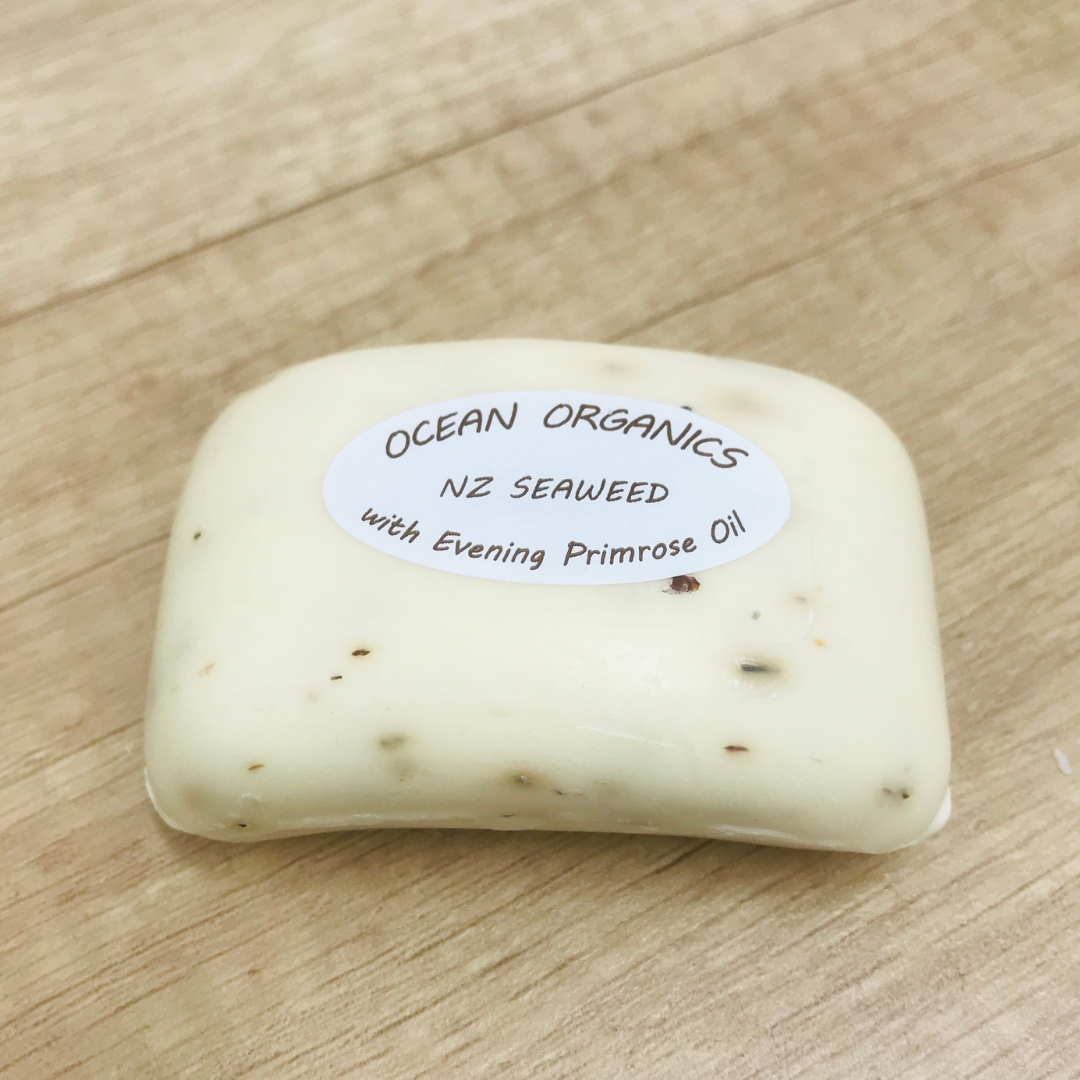 OCEAN ORGANICS
NZ SEAWEED
with Evening Primrose Oil